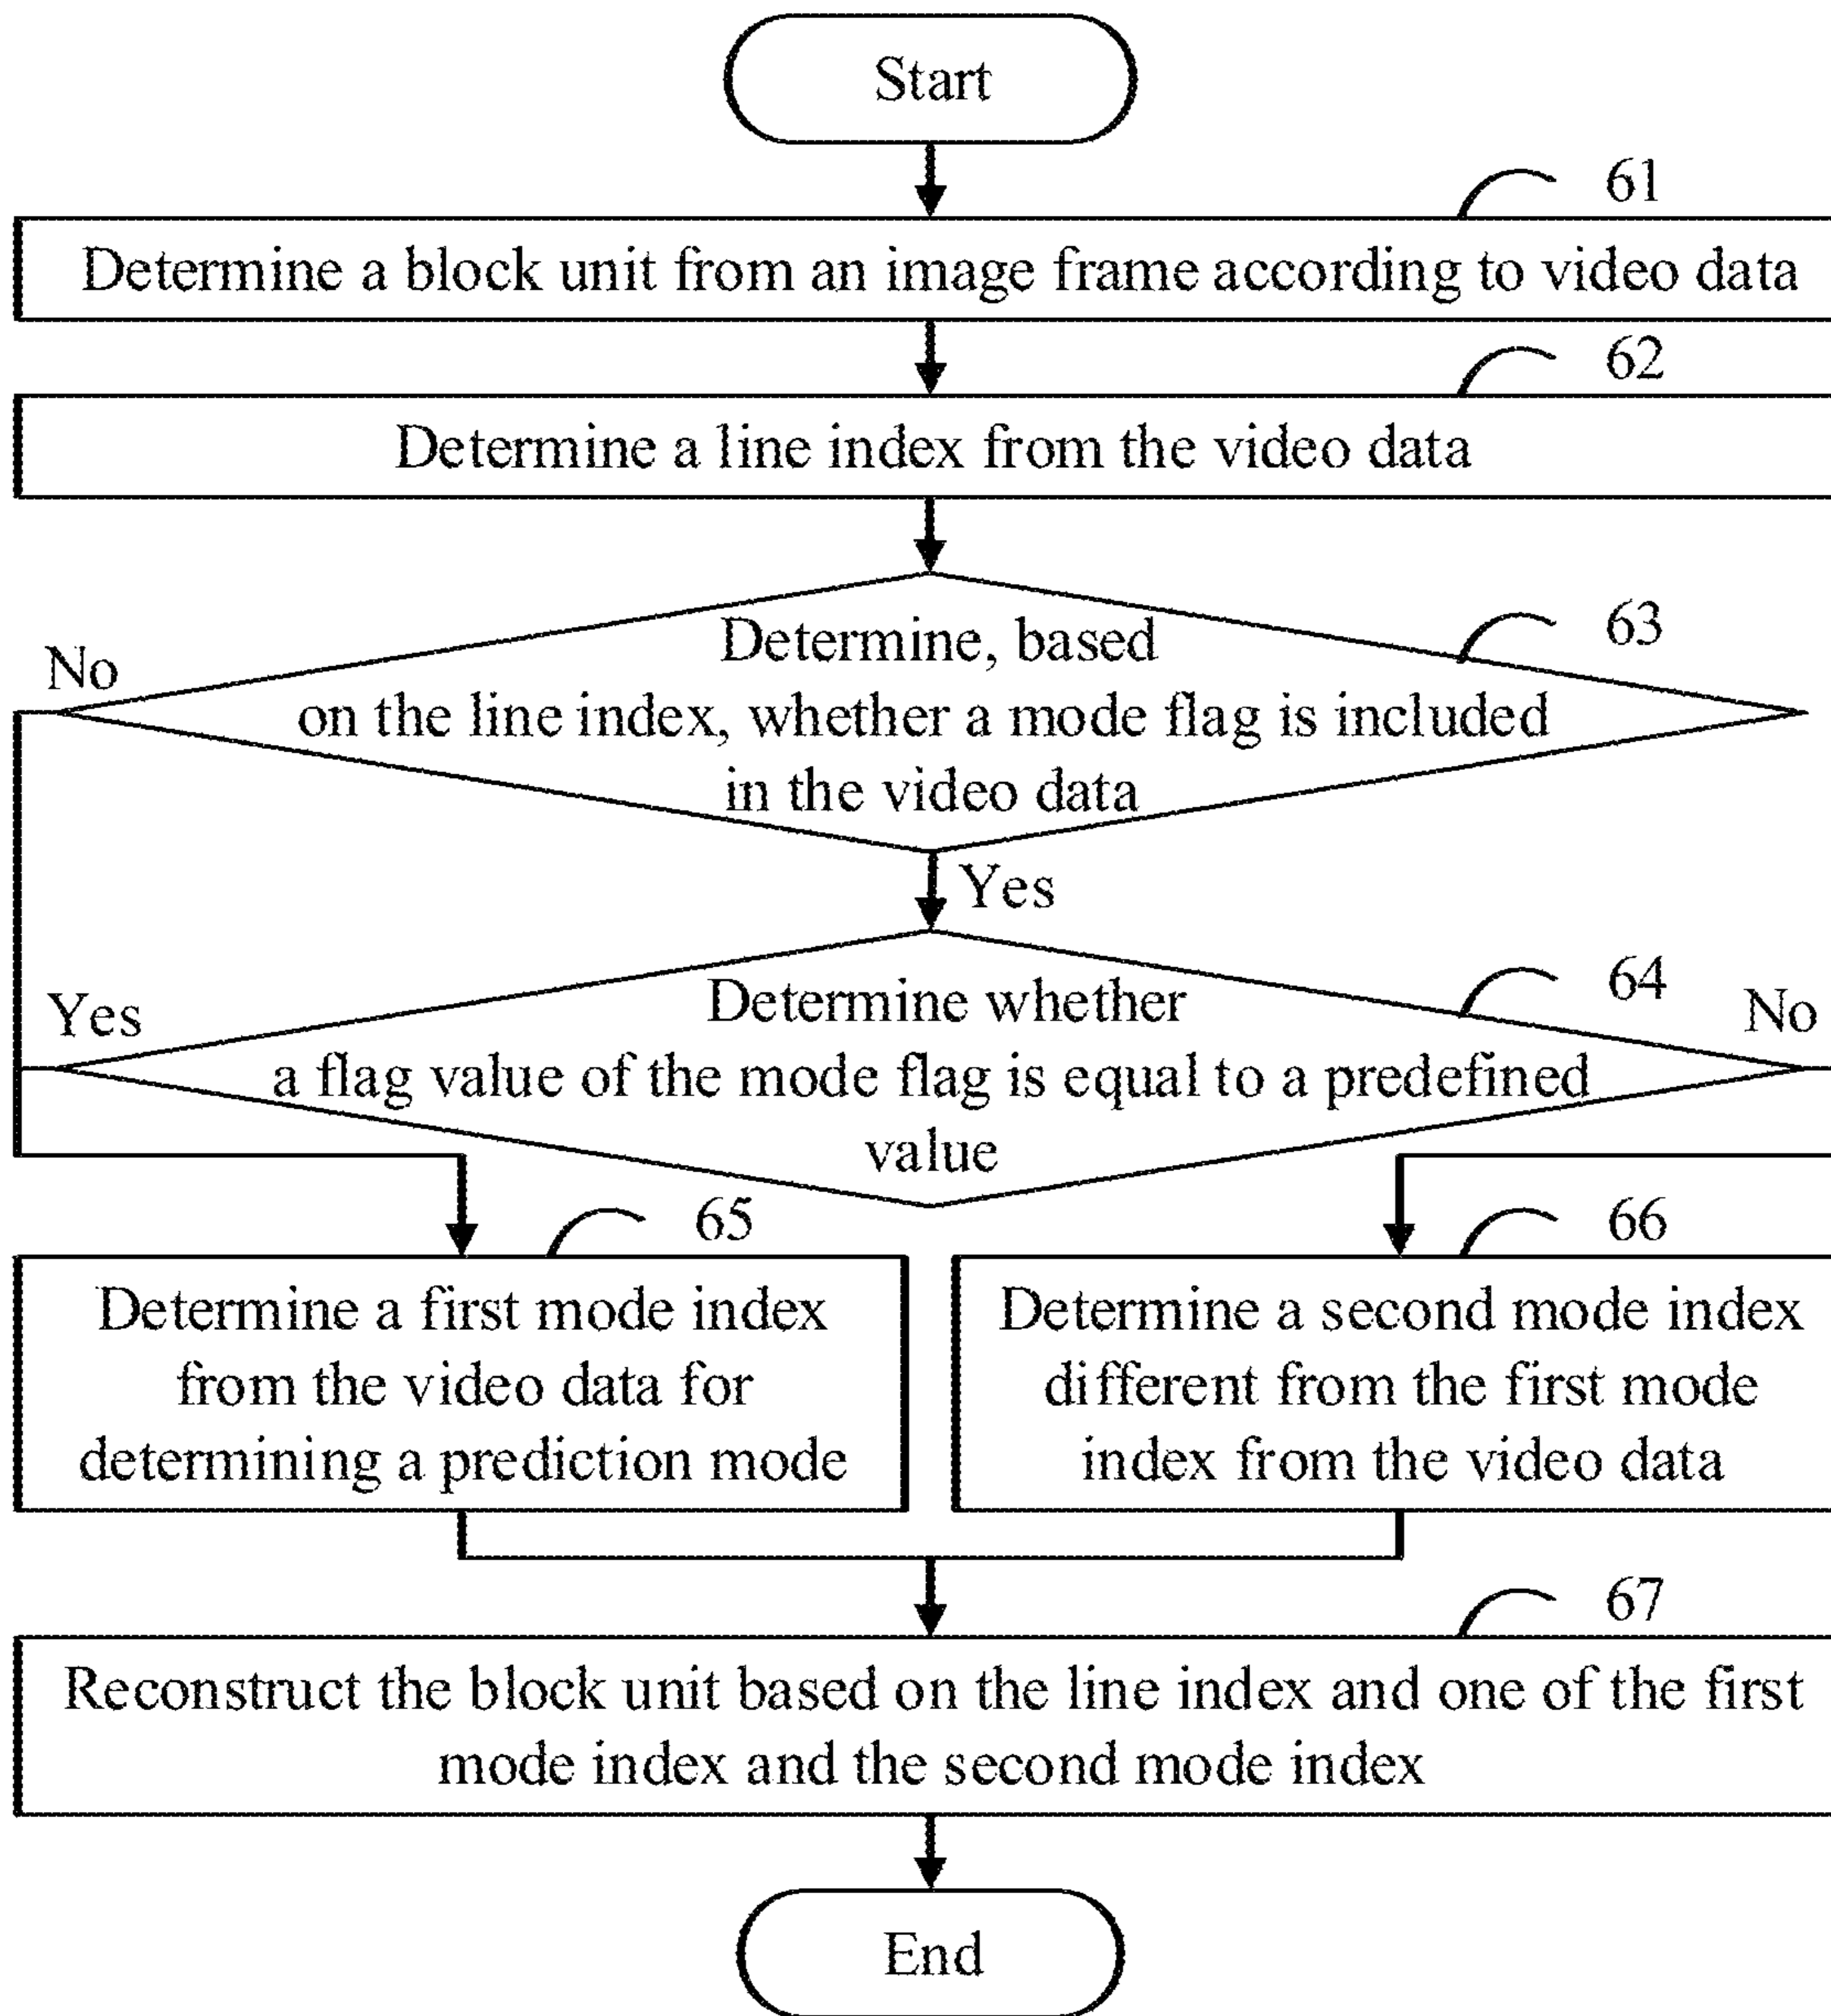 Start
61
Determine a block unit from an image frame according to video data
62
Determine a line index from the video data
63
Determine, based
No
on the line index, whether a mode flag is included
in the video data
Yes
64
Determine whether
Yes
No
a flag value of the mode flag is equal to a predefined
value
65
Determine a first mode index
from the video data for
determining a prediction mode
66
Determine a second mode index
different from the first mode
index from the video data
67
Reconstruct the block unit based on the line index and one of the first
mode index and the second mode index
End